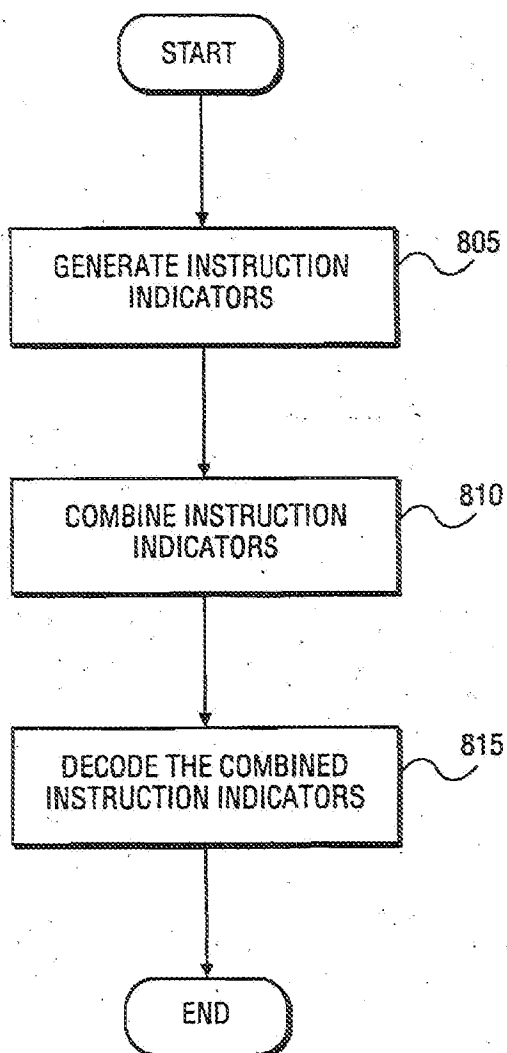 START
GENERATE INSTRUCTION
INDICATORS
805
COMBINE INSTRUCTION
INDICATORS
810
DECODE THE COMBINED
INSTRUCTION INDICATORS
815
END